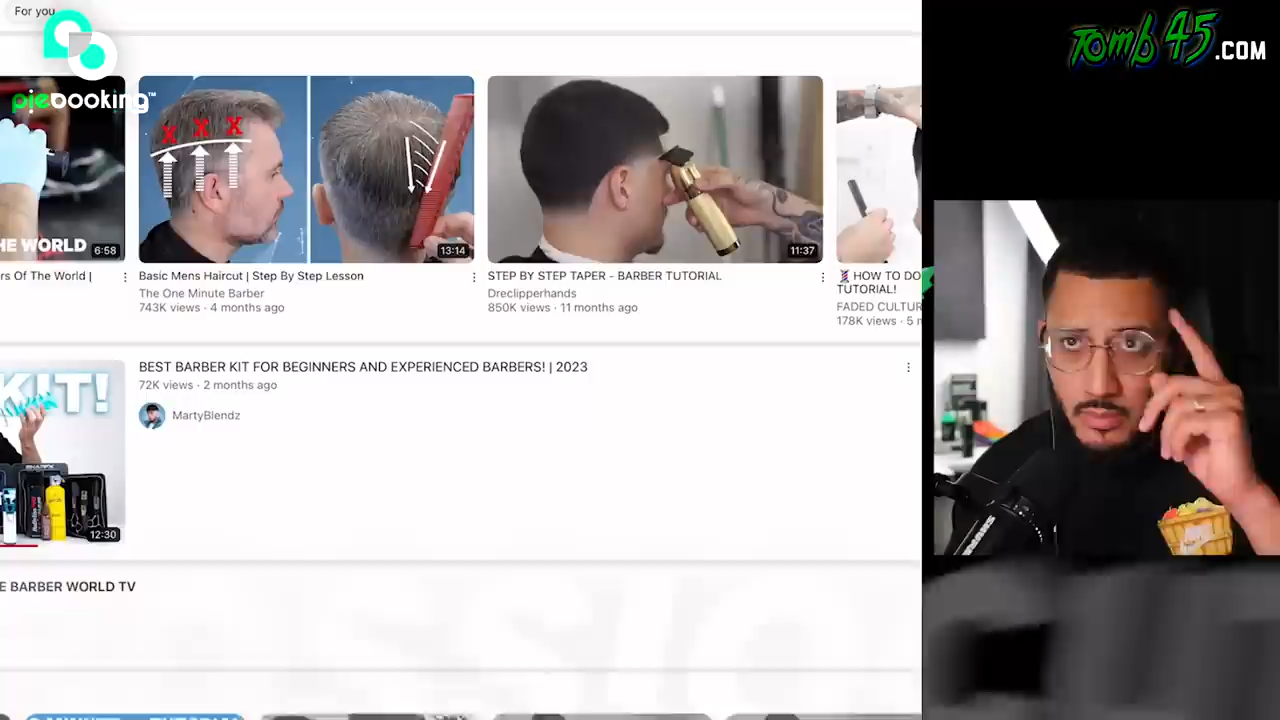 For you
piebooking™
TOMB 45.COM
X X X
HE WORLD
6:58
13:14
11:37
rs Of The World |
Basic Mens Haircut | Step By Step Lesson
The One Minute Barber
743K views · 4 months ago
STEP BY STEP TAPER - BARBER TUTORIAL
Dreclipperhands
850K views · 11 months ago
HOW TO DO
TUTORIAL!
FADED CULTUR
178K views · 5 m
KIT!
12:30
BEST BARBER KIT FOR BEGINNERS AND EXPERIENCED BARBERS! | 2023
72K views · 2 months ago
MartyBlendz
E BARBER WORLD TV